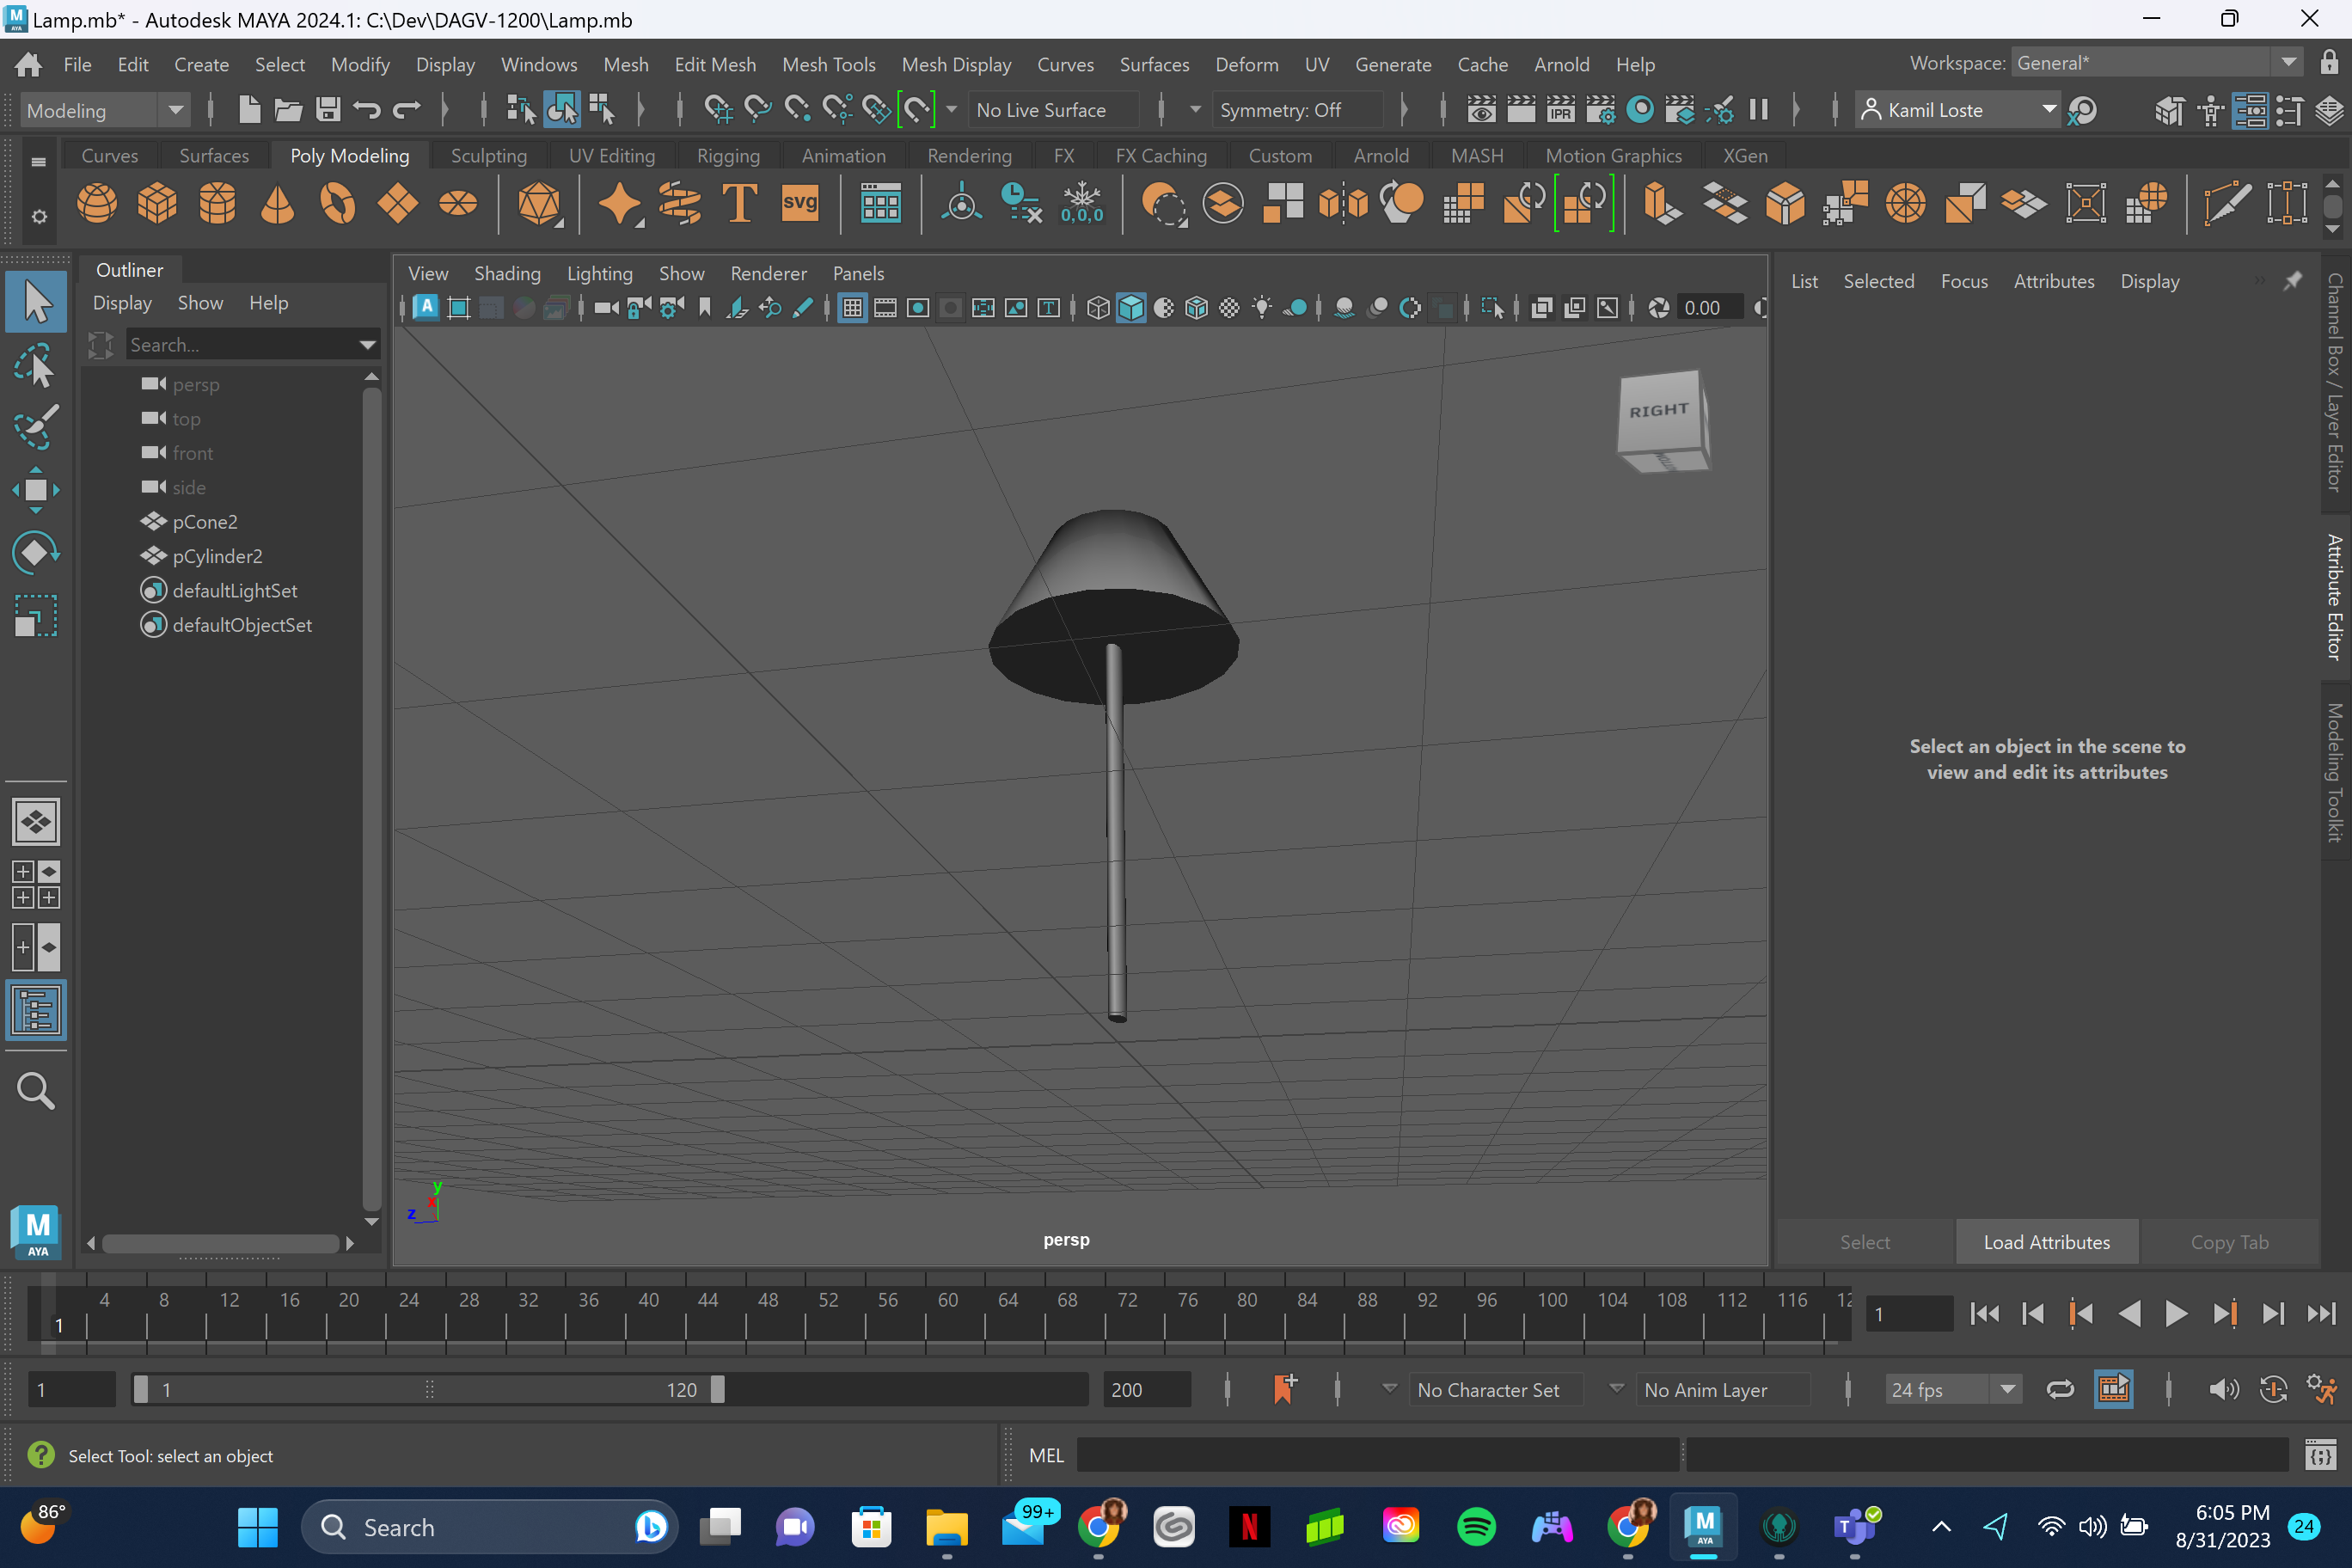 Lamp.mb* - Autodesk MAYA 2024.1: C:\Dev\DAGV-1200\Lamp.mb
File Edit Create Select Modify Display Windows Mesh Edit Mesh Mesh Tools Mesh Display Curves Surfaces Deform UV Generate Cache Arnold Help
Workspace: General*
Modeling
No Live Surface
Symmetry: Off
IPR
Kamil Loste
Curves Surfaces Poly Modeling Sculpting UV Editing Rigging Animation Rendering FX FX Caching Custom Arnold MASH Motion Graphics XGen
T
svg
0,0,0
Outliner
Display Show Help
Search...
persp
top
front
side
pCone2
pCylinder2
defaultLightSet
defaultObjectSet
View Shading Lighting Show Renderer Panels
A
T
0.00
RIGHT
y
x
z
persp
List Selected Focus Attributes Display
Select an object in the scene to
view and edit its attributes
Select Load Attributes Copy Tab
Channel Box / Layer Editor
Attribute Editor
Modeling Toolkit
M
AYA
4 8 12 16 20 24 28 32 36 40 44 48 52 56 60 64 68 72 76 80 84 88 92 96 100 104 108 112 116 12
1
1
1
1 120
200
No Character Set
No Anim Layer
24 fps
Select Tool: select an object
MEL
86°
Search
99+
N
M
AYA
T
6:05 PM
8/31/2023
24